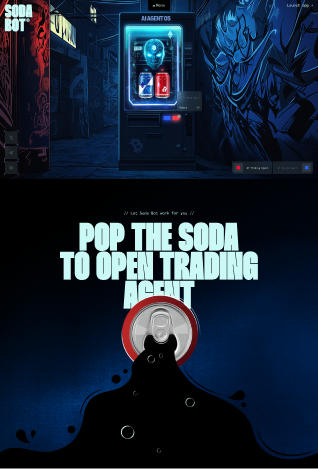 SODA
BOT
Menu
Launch app
AI AGENT OS
// Let Soda Bot work for you //
POP THE SODA
TO OPEN TRADING
AGENT